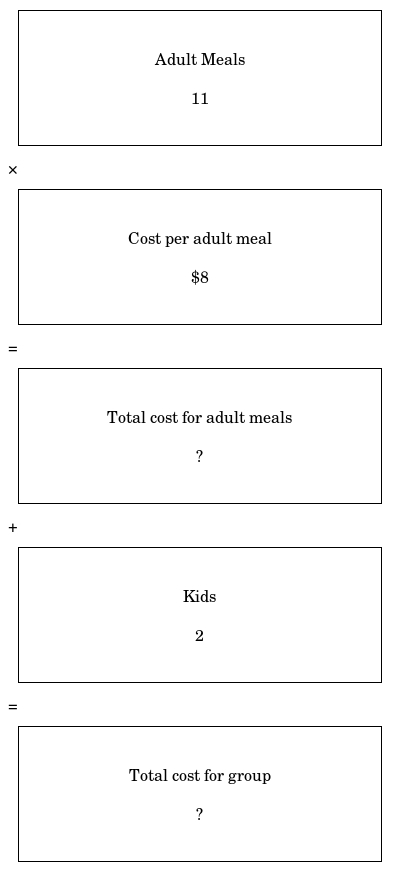 Adult Meals
11
×
Cost per adult meal
$8
=
Total cost for adult meals
?
+
Kids
2
=
Total cost for group
?